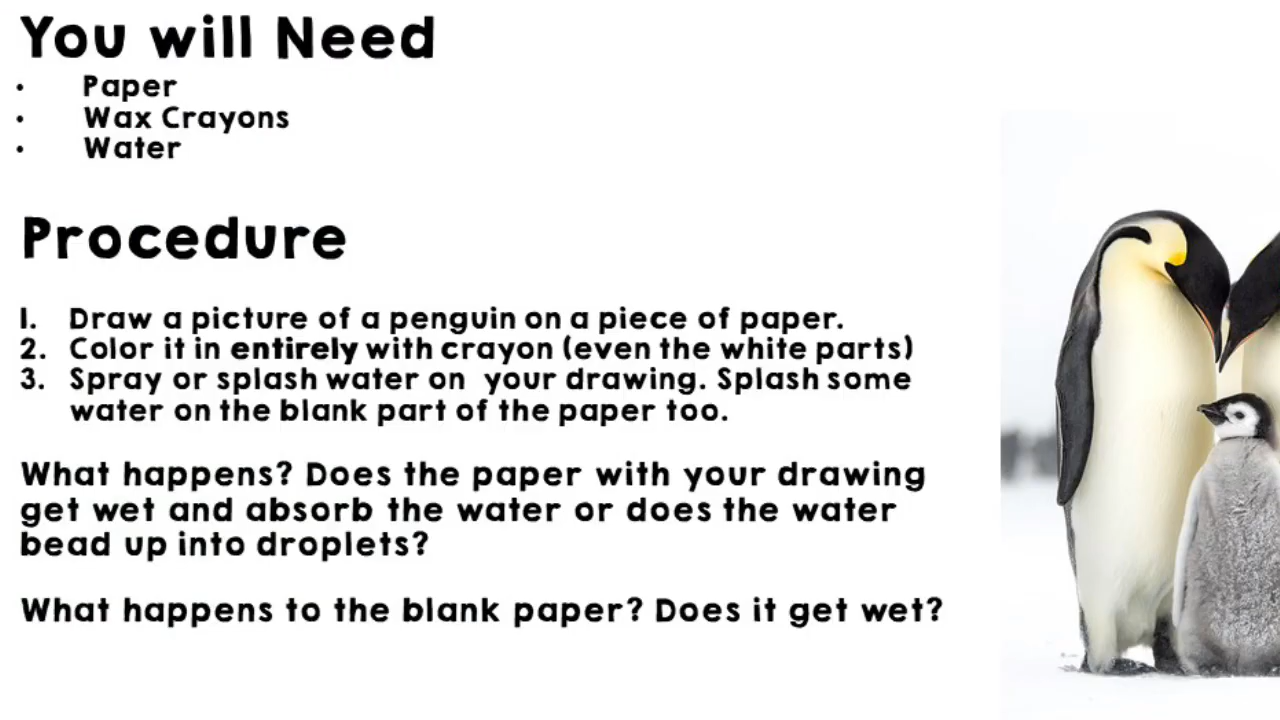 You will Need
• Paper
• Wax Crayons
• Water
Procedure
1. Draw a picture of a penguin on a piece of paper.
2. Color it in entirely with crayon (even the white parts)
3. Spray or splash water on your drawing. Splash some
water on the blank part of the paper too.
What happens? Does the paper with your drawing
get wet and absorb the water or does the water
bead up into droplets?
What happens to the blank paper? Does it get wet?